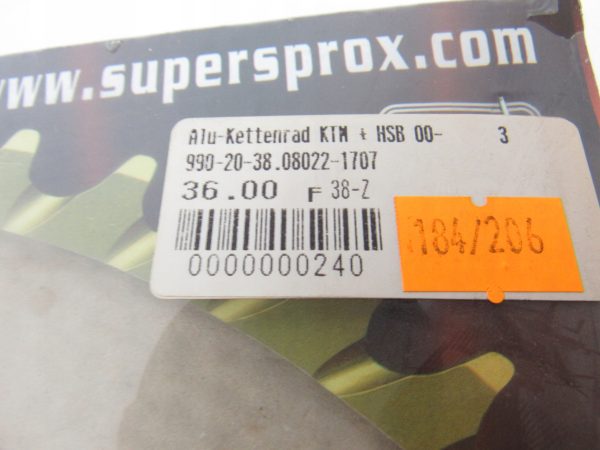 www.supersprox.com
Alu-Kettenrad KTM + HSB 00- 3
990-20-38.08022-1707
36.00 F 38-Z
184/206
0000000240